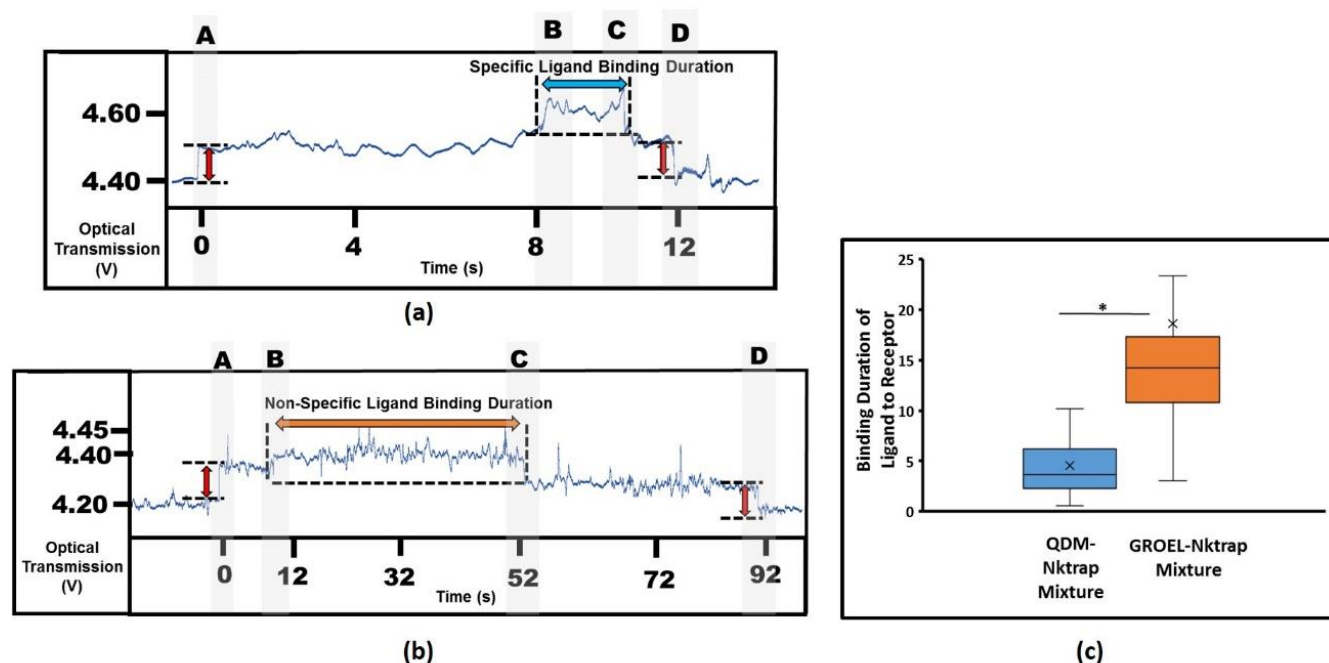 A
B
C
D
Specific Ligand Binding Duration
4.60
4.40
Optical
Transmission
(V)
0
4
8
12
Time (s)
(a)
A
B
C
D
Non-Specific Ligand Binding Duration
4.45
4.40
4.20
Optical
Transmission
(V)
0
12
32
52
72
92
Time (s)
(b)
Binding Duration of
Ligand to Receptor
25
20
15
10
5
0
*
QDM-
Nktrap
Mixture
GROEL-Nktrap
Mixture
(c)